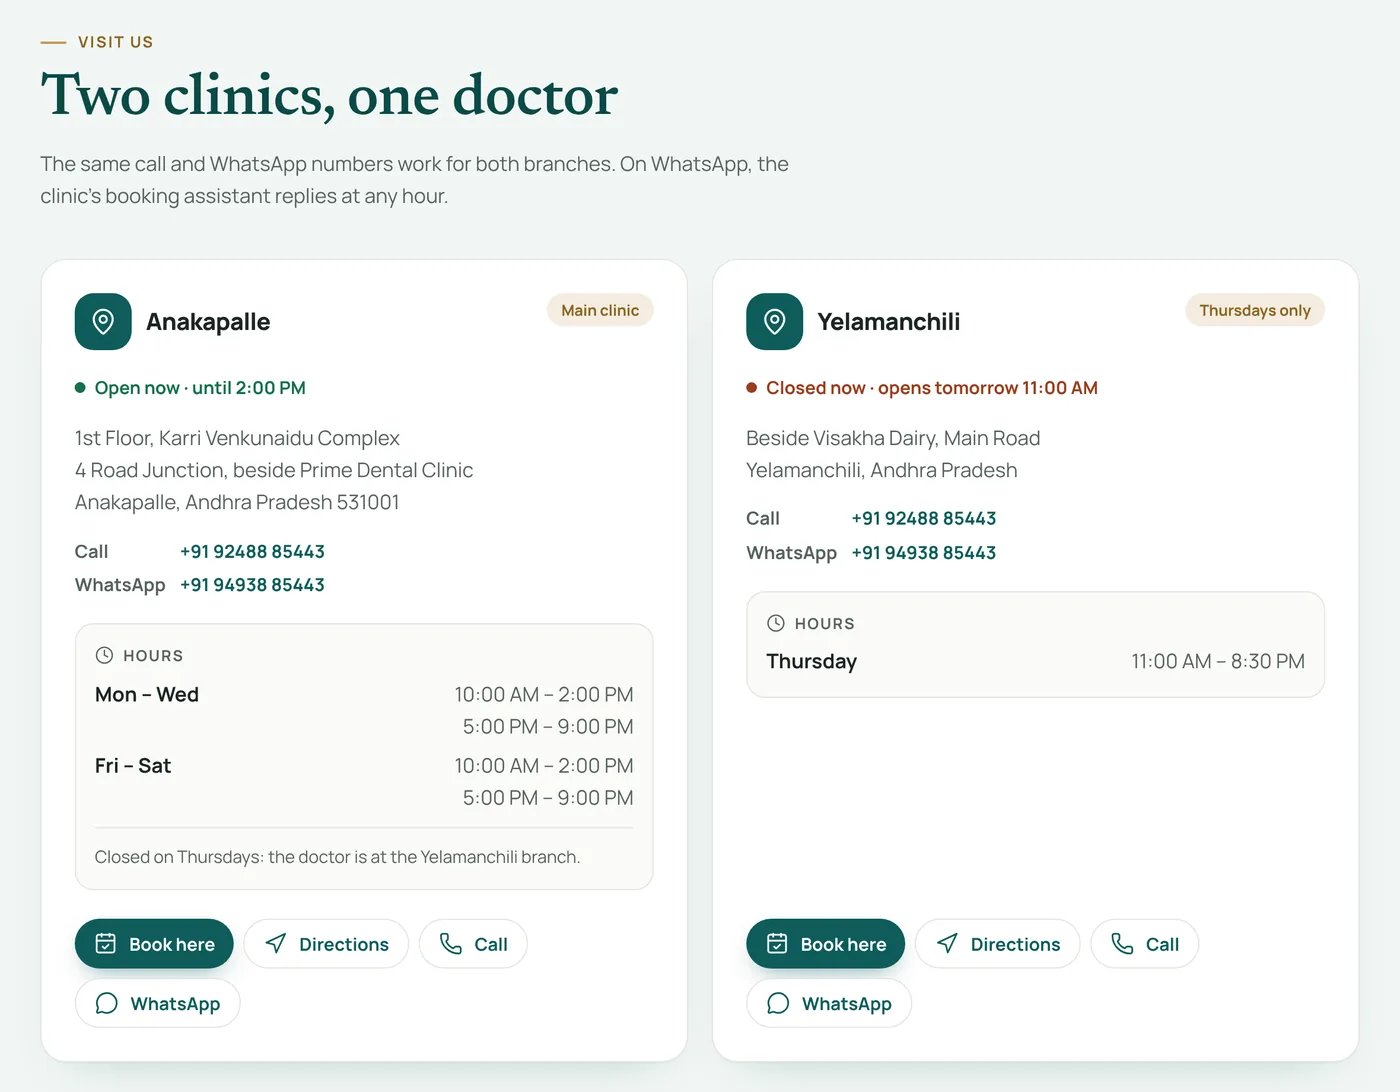 VISIT US
Two clinics, one doctor
The same call and WhatsApp numbers work for both branches. On WhatsApp, the
clinic's booking assistant replies at any hour.
Anakapalle
Main clinic
Open now · until 2:00 PM
1st Floor, Karri Venkunaidu Complex
4 Road Junction, beside Prime Dental Clinic
Anakapalle, Andhra Pradesh 531001
Call +91 92488 85443
WhatsApp +91 94938 85443
HOURS
Mon – Wed 10:00 AM – 2:00 PM
5:00 PM – 9:00 PM
Fri – Sat 10:00 AM – 2:00 PM
5:00 PM – 9:00 PM
Closed on Thursdays: the doctor is at the Yelamanchili branch.
Book here Directions Call
WhatsApp
Yelamanchili
Thursdays only
Closed now · opens tomorrow 11:00 AM
Beside Visakha Dairy, Main Road
Yelamanchili, Andhra Pradesh
Call +91 92488 85443
WhatsApp +91 94938 85443
HOURS
Thursday 11:00 AM – 8:30 PM
Book here Directions Call
WhatsApp